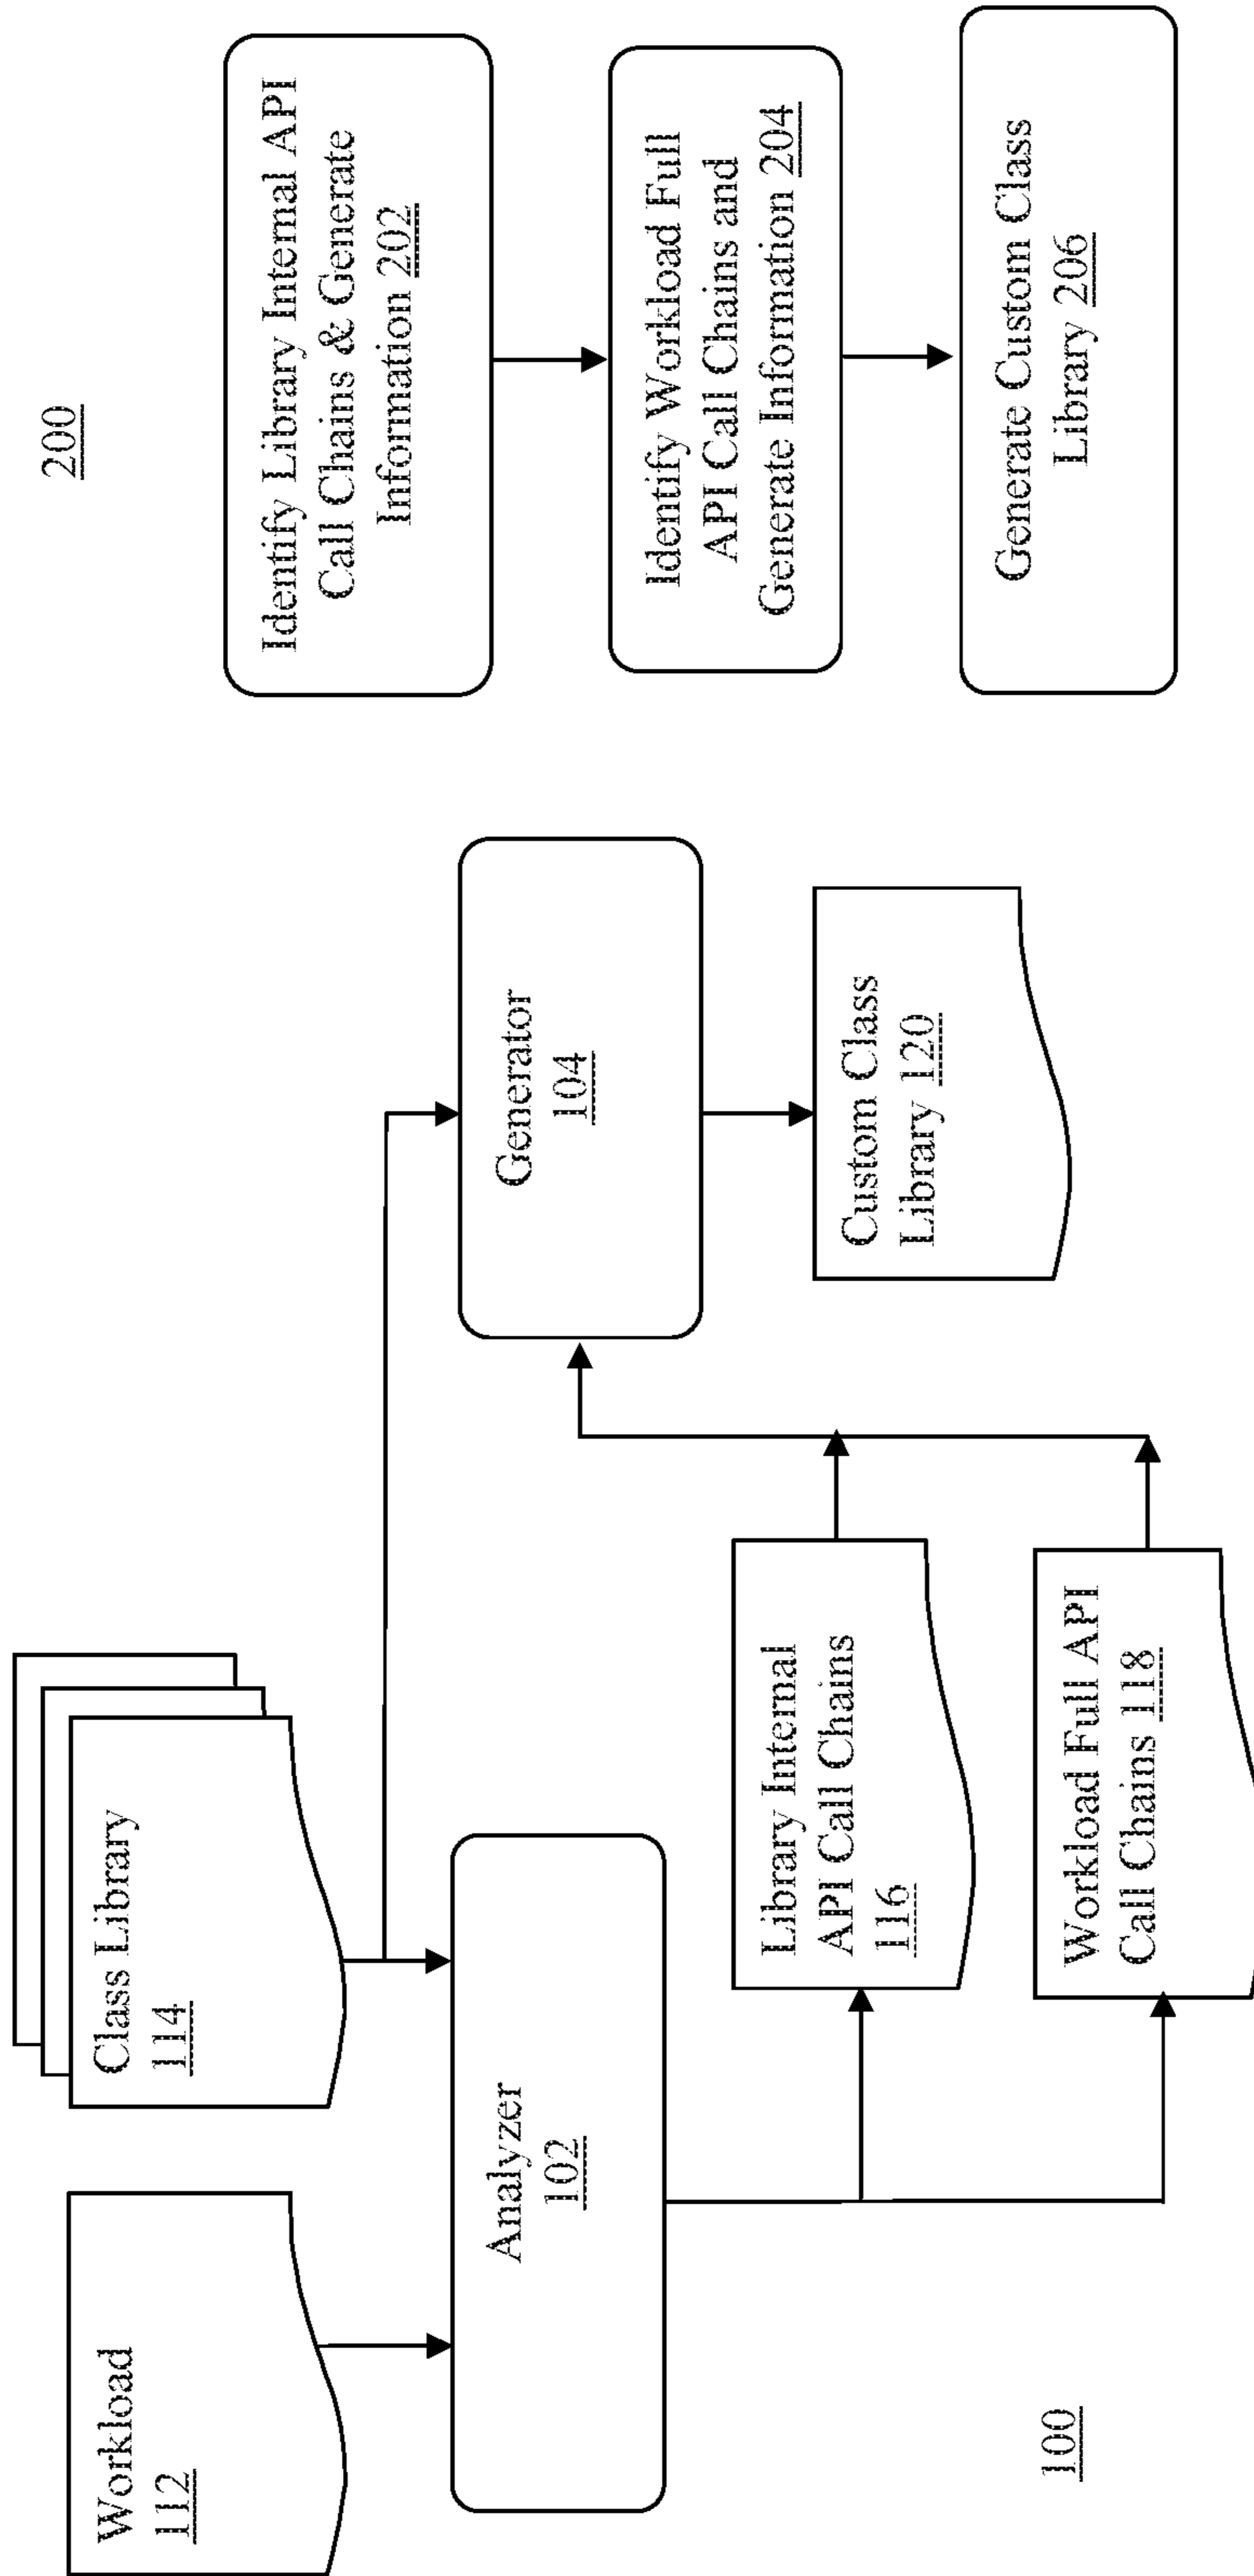 Workload
112
Class Library
114
Analyzer
102
Library Internal
API Call Chains
116
Workload Full API
Call Chains 118
Generator
104
Custom Class
Library 120
100
200
Identify Library Internal API
Call Chains & Generate
Information 202
Identify Workload Full
API Call Chains and
Generate Information 204
Generate Custom Class
Library 206